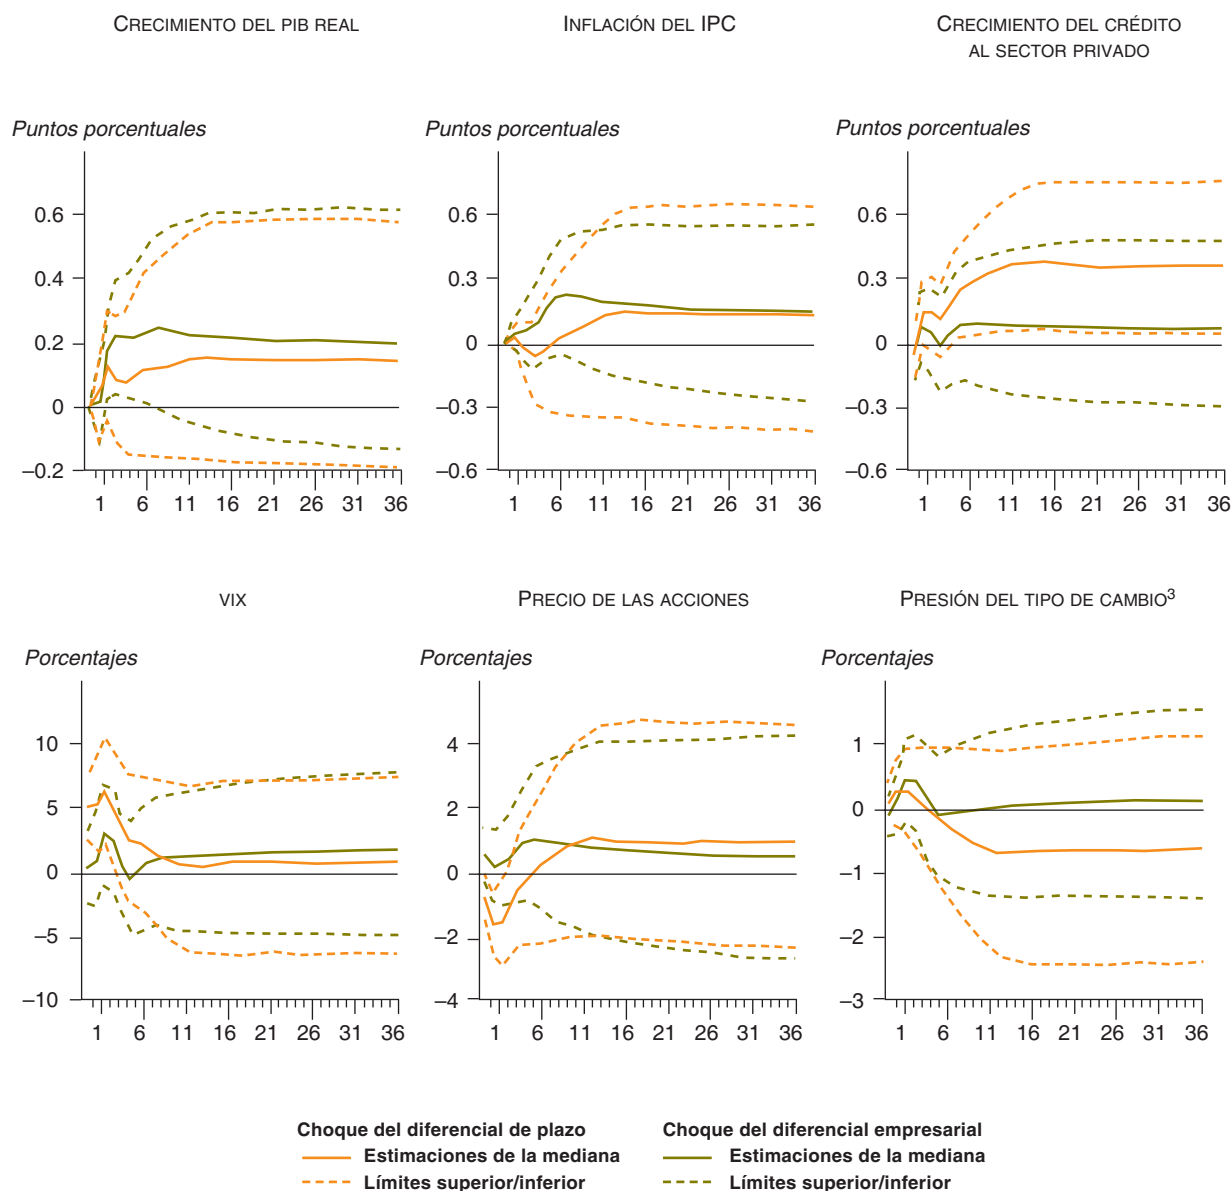 CRECIMIENTO DEL PIB REAL
Puntos porcentuales
0.6
0.4
0.2
0
–0.2
1 6 11 16 21 26 31 36
INFLACIÓN DEL IPC
Puntos porcentuales
0.6
0.3
0
–0.3
–0.6
1 6 11 16 21 26 31 36
CRECIMIENTO DEL CRÉDITO
AL SECTOR PRIVADO
Puntos porcentuales
0.6
0.3
0
–0.3
–0.6
1 6 11 16 21 26 31 36
VIX
Porcentajes
10
5
0
–5
–10
1 6 11 16 21 26 31 36
PRECIO DE LAS ACCIONES
Porcentajes
4
2
0
–2
–4
1 6 11 16 21 26 31 36
PRESIÓN DEL TIPO DE CAMBIO³
Porcentajes
1
0
–1
–2
–3
1 6 11 16 21 26 31 36
Choque del diferencial de plazo
Estimaciones de la mediana
Límites superior/inferior
Choque del diferencial empresarial
Estimaciones de la mediana
Límites superior/inferior